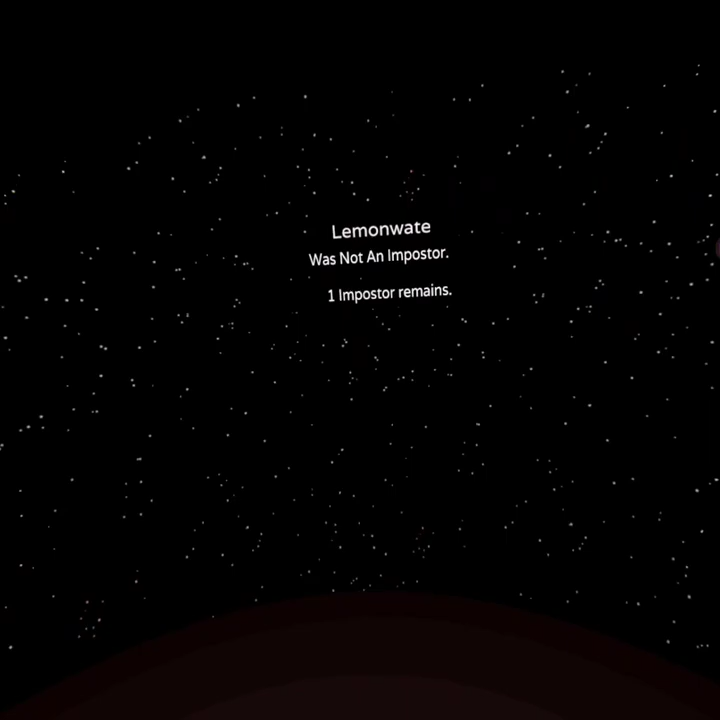 Lemonwate
Was Not An Impostor.
1 Impostor remains.